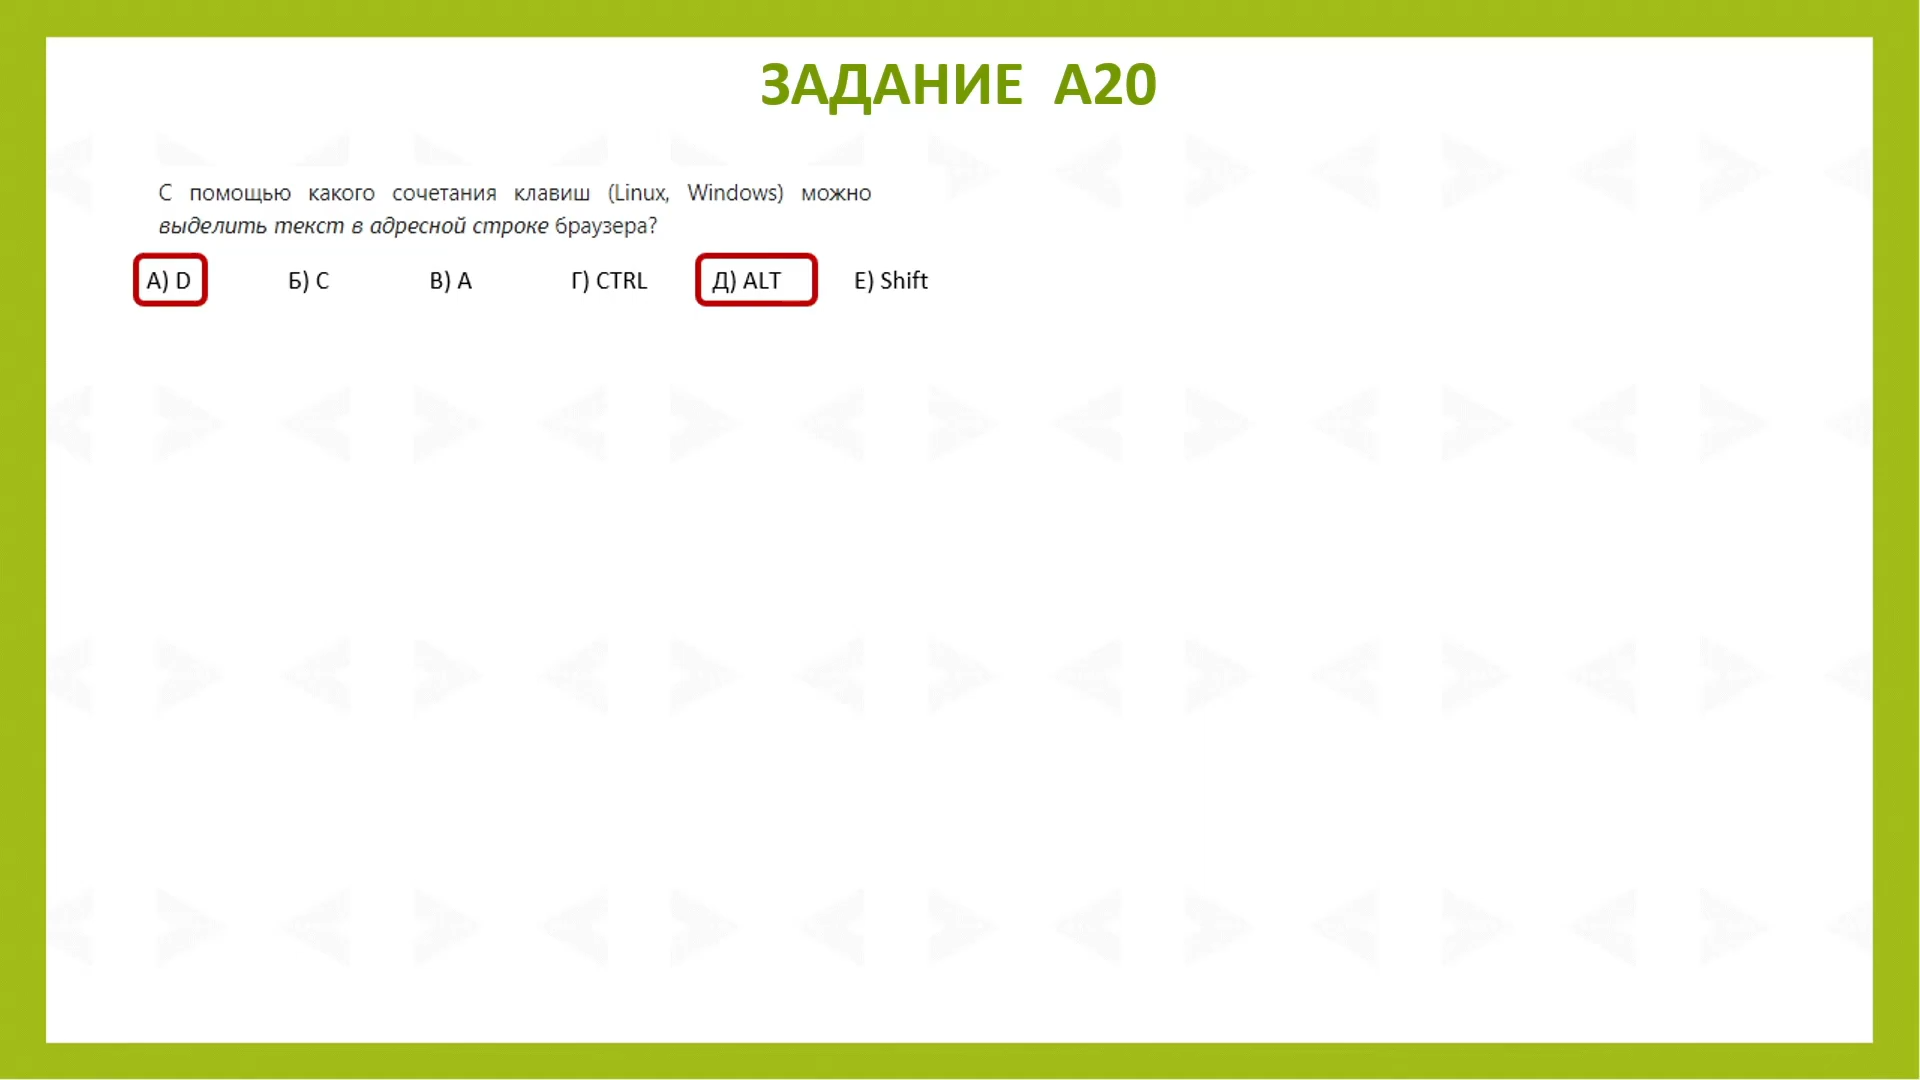 ЗАДАНИЕ А20
С помощью какого сочетания клавиш (Linux, Windows) можно
выделить текст в адресной строке браузера?
А) D Б) C В) A Г) CTRL Д) ALT Е) Shift